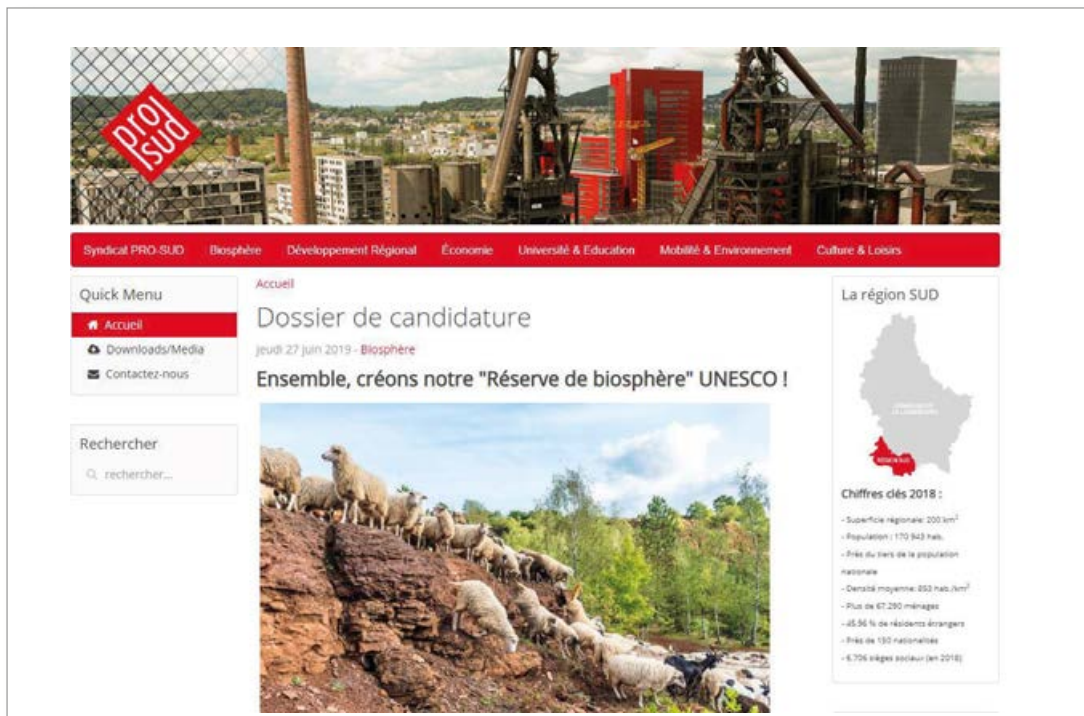 pro
sud
Syndicat PRO-SUD Biosphère Développement Régional Économie Université & Education Mobilité & Environnement Culture & Loisirs
Quick Menu
Accueil
Downloads/Media
Contactez-nous
Rechercher
rechercher...
Accueil
Dossier de candidature
jeudi 27 juin 2019 - Biosphère
Ensemble, créons notre "Réserve de biosphère" UNESCO !
La région SUD
RÉGION SUD
Chiffres clés 2018 :
- Superficie régionale: 200 km²
- Population : 170 943 hab.
- Près du tiers de la population
nationale
- Densité moyenne: 853 hab./km²
- Plus de 67.290 ménages
- 45,96 % de résidents étrangers
- Près de 150 nationalités
- 6.706 sièges sociaux (en 2018)